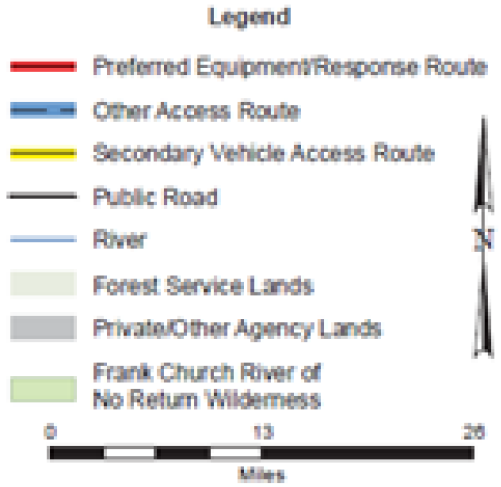 Legend
Preferred Equipment/Response Route
Other Access Route
Secondary Vehicle Access Route
Public Road
River
N
Forest Service Lands
Private/Other Agency Lands
Frank Church River of
No Return Wilderness
0 13 26
Miles